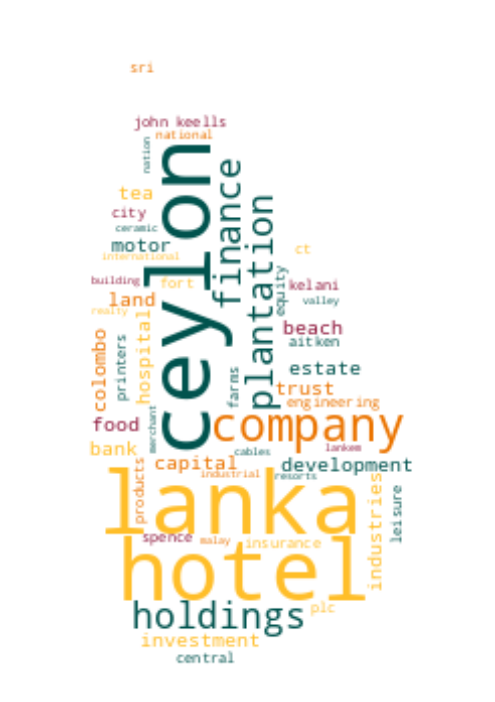 sri
john keells
national
nation
ceylon
finance
tea
plantation
city
ceramic
motor
international
ct
building
fort
equity
kelani
land
valley
realty
hospital
colombo
printers
beach
aitken
estate
farms
trust
engineering
merchant
food
company
bank
cables
lankem
capital
development
industrial
resorts
products
lanka
industries
leisure
spence
malay
insurance
hotel
holdings
plc
investment
central